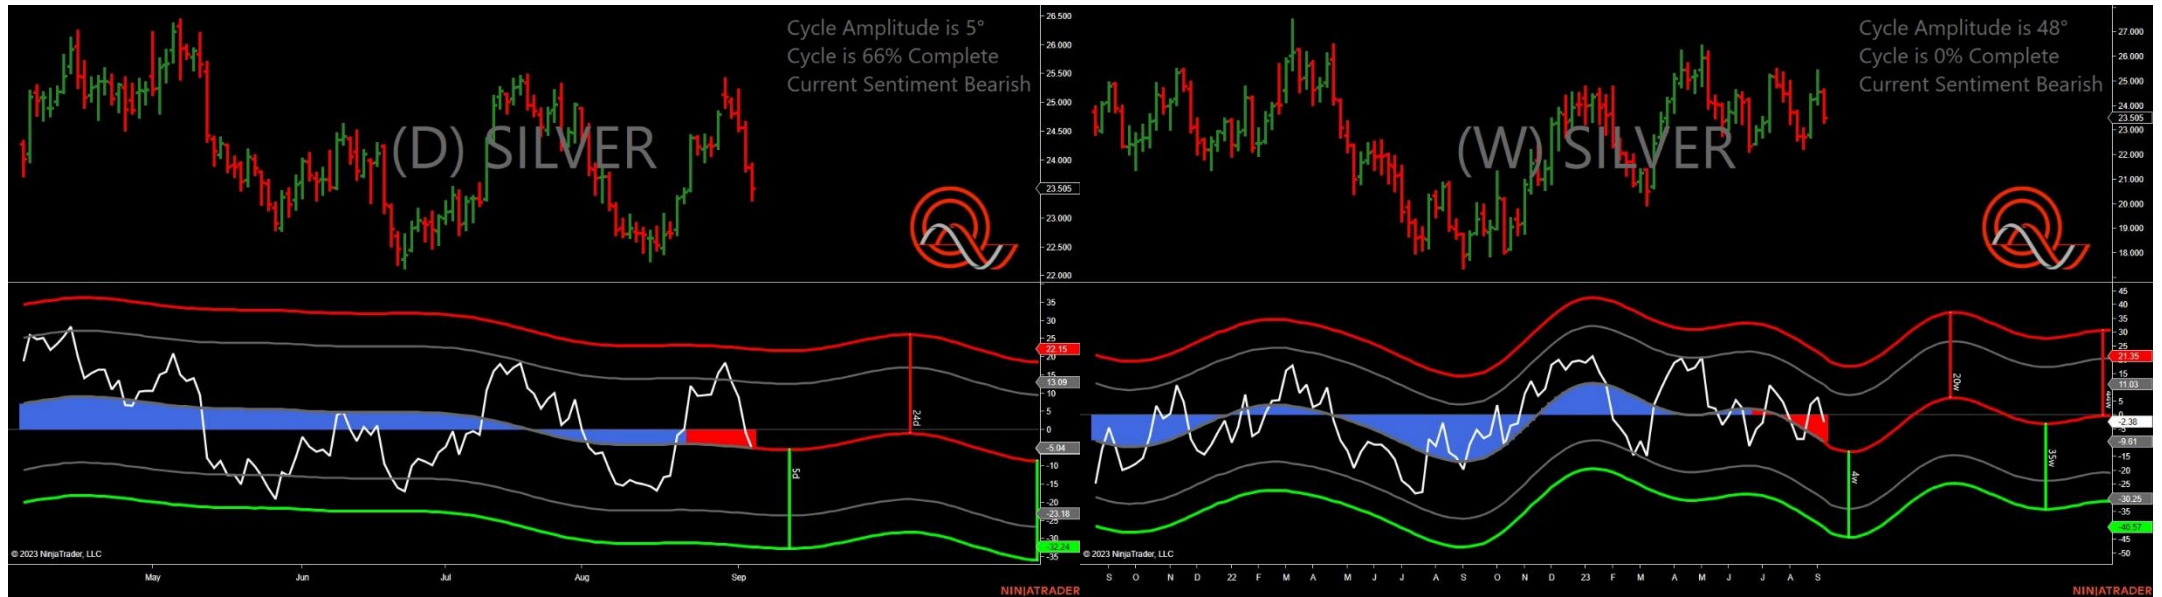 Cycle Amplitude is 5°
Cycle is 66% Complete
Current Sentiment Bearish
(D) SILVER
26.500
26.000
25.500
25.000
24.500
24.000
23.505
23.000
22.500
22.000
35
30
25
22.15
20
15
13.09
10
5
0
-5.04
-10
-15
-20
-23.18
-25
-30
-32.24
-35
24d
5d
© 2023 NinjaTrader, LLC
May
Jun
Jul
Aug
Sep
NINJATRADER
Cycle Amplitude is 48°
Cycle is 0% Complete
Current Sentiment Bearish
(W) SILVER
27.000
26.000
25.000
24.000
23.505
23.000
22.000
21.000
20.000
19.000
18.000
45
40
35
30
25
21.35
15
11.03
5
0
-2.38
-5
-9.61
-15
-20
-25
-30.25
-35
-40.57
-45
-50
20w
4w
35w
© 2023 NinjaTrader, LLC
S O N D 22 F M A M J J A S O N D 23 F M A M J J A S
NINJATRADER